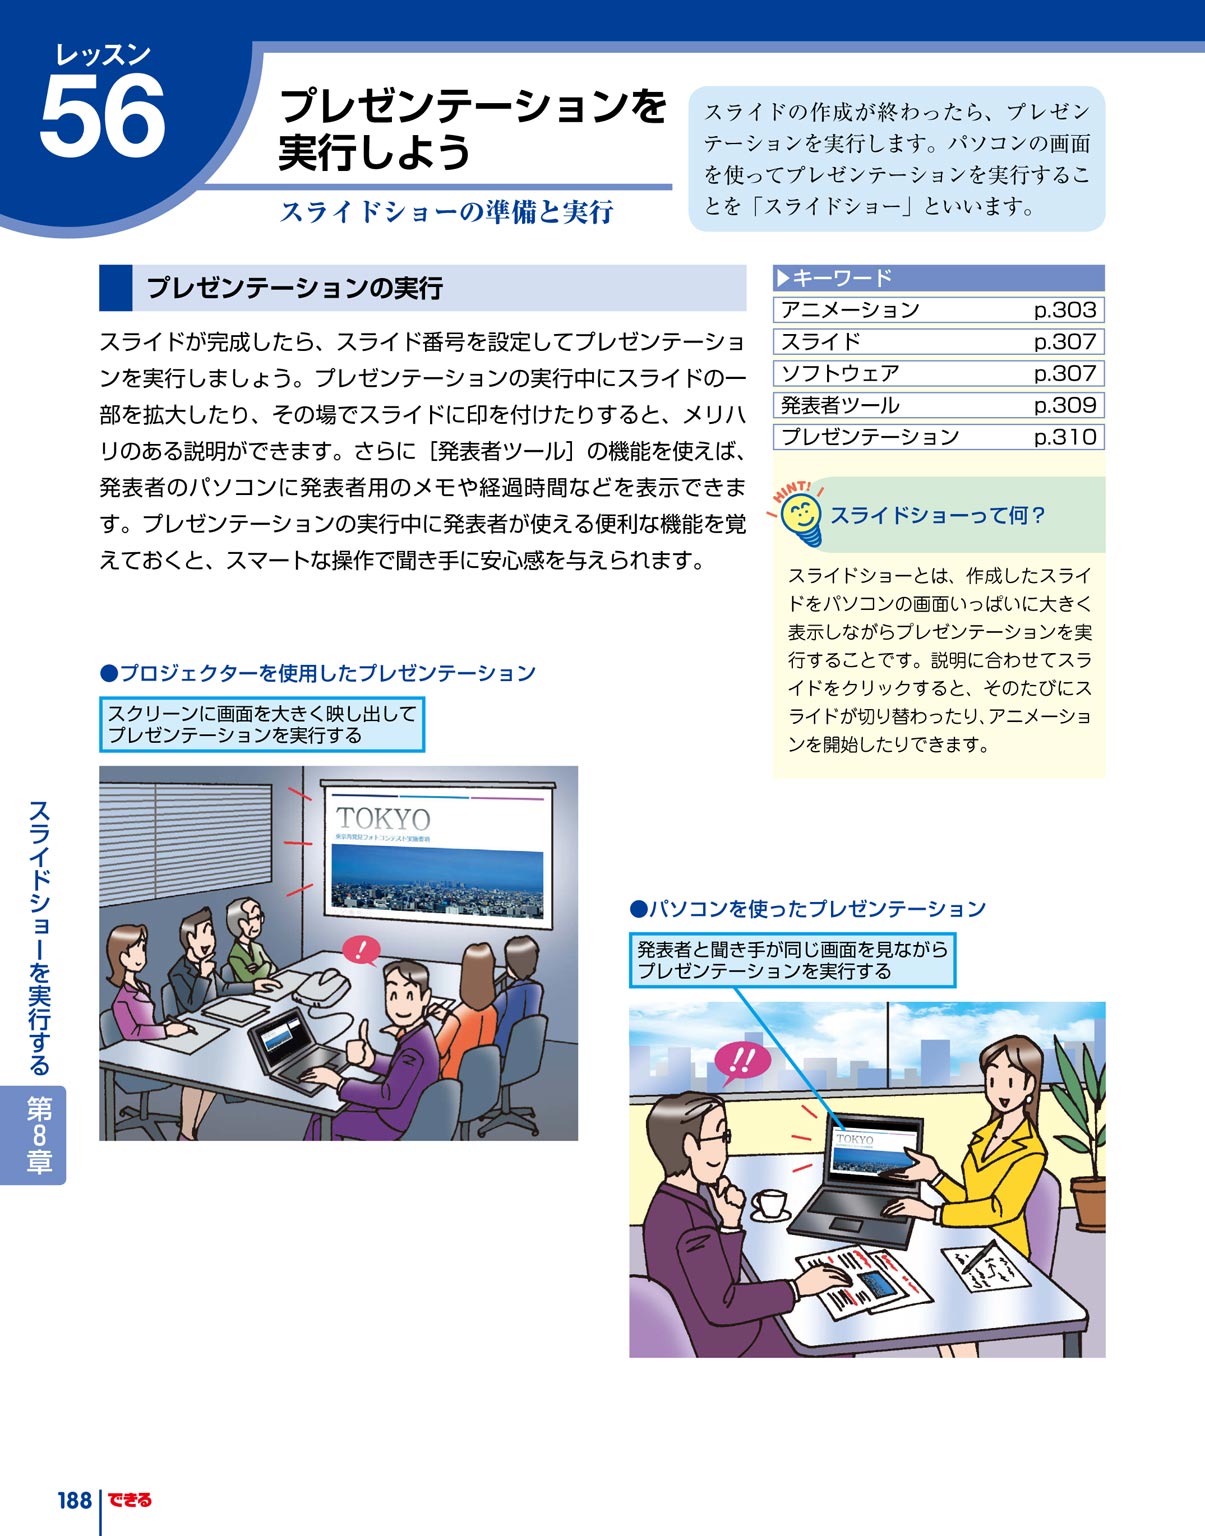 レッスン
56
プレゼンテーションを
実行しよう
スライドショーの準備と実行
スライドの作成が終わったら、プレゼン
テーションを実行します。パソコンの画面
を使ってプレゼンテーションを実行するこ
とを「スライドショー」といいます。
プレゼンテーションの実行
スライドが完成したら、スライド番号を設定してプレゼンテーショ
ンを実行しましょう。プレゼンテーションの実行中にスライドの一
部を拡大したり、その場でスライドに印を付けたりすると、メリハ
リのある説明ができます。さらに［発表者ツール］の機能を使えば、
発表者のパソコンに発表者用のメモや経過時間などを表示できま
す。プレゼンテーションの実行中に発表者が使える便利な機能を覚
えておくと、スマートな操作で聞き手に安心感を与えられます。
▶キーワード
アニメーション p.303
スライド p.307
ソフトウェア p.307
発表者ツール p.309
プレゼンテーション p.310
HINT!
スライドショーって何？
スライドショーとは、作成したスライ
ドをパソコンの画面いっぱいに大きく
表示しながらプレゼンテーションを実
行することです。説明に合わせてスラ
イドをクリックすると、そのたびにス
ライドが切り替わったり、アニメーショ
ンを開始したりできます。
●プロジェクターを使用したプレゼンテーション
スクリーンに画面を大きく映し出して
プレゼンテーションを実行する
TOKYO
!
●パソコンを使ったプレゼンテーション
発表者と聞き手が同じ画面を見ながら
プレゼンテーションを実行する
!!
TOKYO
スライドショーを実行する
第8章
188
できる